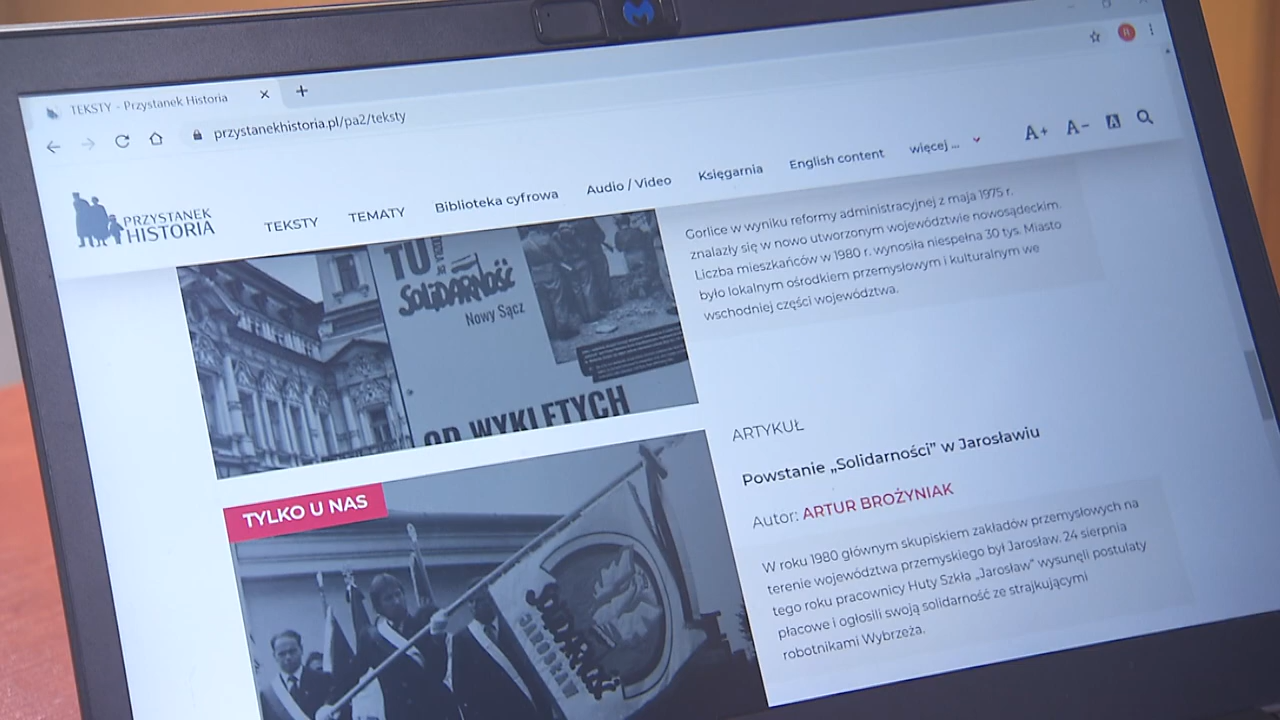 TEKSTY - Przystanek Historia
przystanekhistoria.pl/pa2/teksty
R
PRZYSTANEK
HISTORIA
TEKSTY TEMATY Biblioteka cyfrowa Audio / Video Księgarnia English content więcej ... A+ A- A
TU
SOLIDARNOŚĆ
Nowy Sącz
OD WYKLĘTYCH
Gorlice w wyniku reformy administracyjnej z maja 1975 r.
znalazły się w nowo utworzonym województwie nowosądeckim.
Liczba mieszkańców w 1980 r. wynosiła niespełna 30 tys. Miasto
było lokalnym ośrodkiem przemysłowym i kulturalnym we
wschodniej części województwa.
TYLKO U NAS
SOLIDARNOŚĆ
JAROSŁAW
ARTYKUŁ
Powstanie „Solidarności” w Jarosławiu
Autor: ARTUR BROŻYNIAK
W roku 1980 głównym skupiskiem zakładów przemysłowych na
terenie województwa przemyskiego był Jarosław. 24 sierpnia
tego roku pracownicy Huty Szkła „Jarosław” wysunęli postulaty
płacowe i ogłosili swoją solidarność ze strajkującymi
robotnikami Wybrzeża.